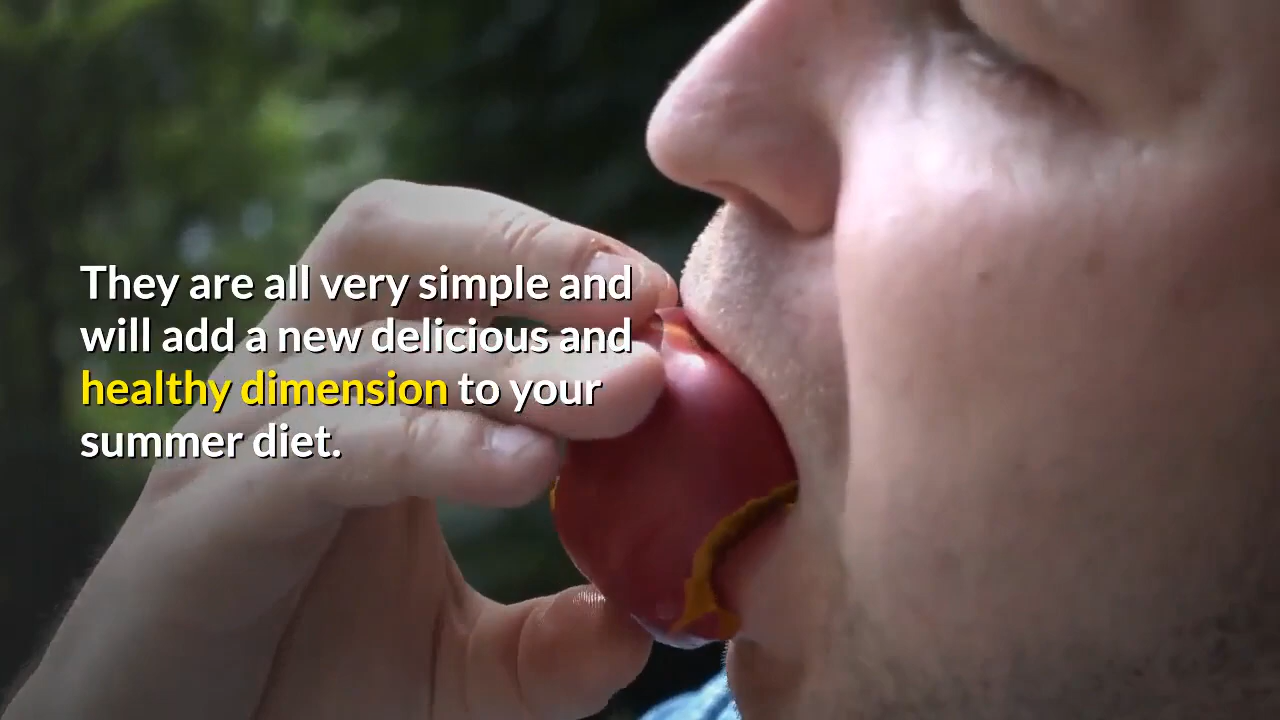 They are all very simple and
will add a new delicious and
healthy dimension to your
summer diet.